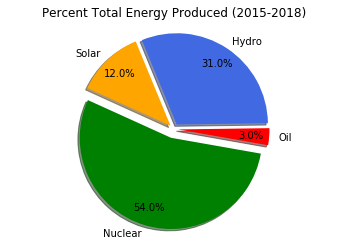 Percent Total Energy Produced (2015-2018)
Hydro
31.0%
Solar
12.0%
3.0%
Oil
54.0%
Nuclear